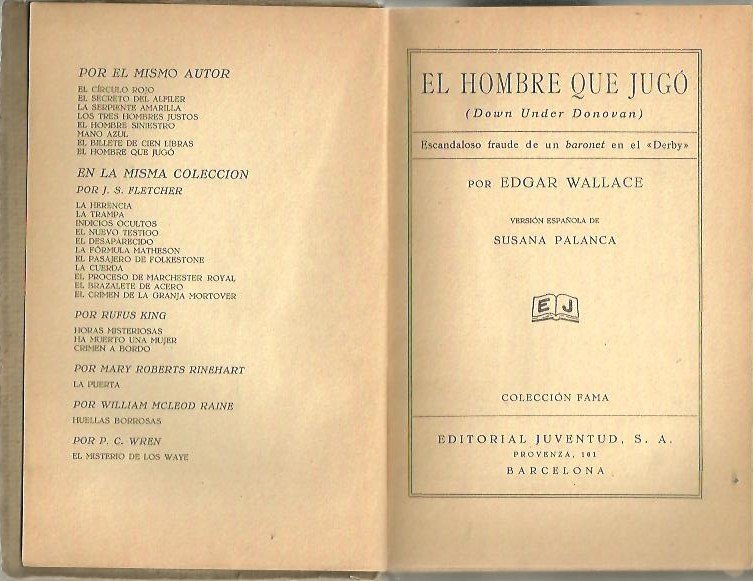 POR EL MISMO AUTOR
EL CÍRCULO ROJO
EL SECRETO DEL ALFILER
LA SERPIENTE AMARILLA
LOS TRES HOMBRES JUSTOS
EL HOMBRE SINIESTRO
MANO AZUL
EL BILLETE DE CIEN LIBRAS
EL HOMBRE QUE JUGÓ
EN LA MISMA COLECCION
POR J. S. FLETCHER
LA HERENCIA
LA TRAMPA
INDICIOS OCULTOS
EL NUEVO TESTIGO
EL DESAPARECIDO
LA FÓRMULA MATHESON
EL PASAJERO DE FOLKESTONE
LA CUERDA
EL PROCESO DE MARCHESTER ROYAL
EL BRAZALETE DE ACERO
EL CRIMEN DE LA GRANJA MORTOVER
POR RUFUS KING
HORAS MISTERIOSAS
HA MUERTO UNA MUJER
CRIMEN A BORDO
POR MARY ROBERTS RINEHART
LA PUERTA
POR WILLIAM MCLEOD RAINE
HUELLAS BORROSAS
POR P. C. WREN
EL MISTERIO DE LOS WAYE
EL HOMBRE QUE JUGÓ
(Down Under Donovan)
Escandaloso fraude de un baronet en el «Derby»
POR EDGAR WALLACE
VERSIÓN ESPAÑOLA DE
SUSANA PALANCA
E J
COLECCIÓN FAMA
EDITORIAL JUVENTUD, S. A.
PROVENZA, 101
BARCELONA